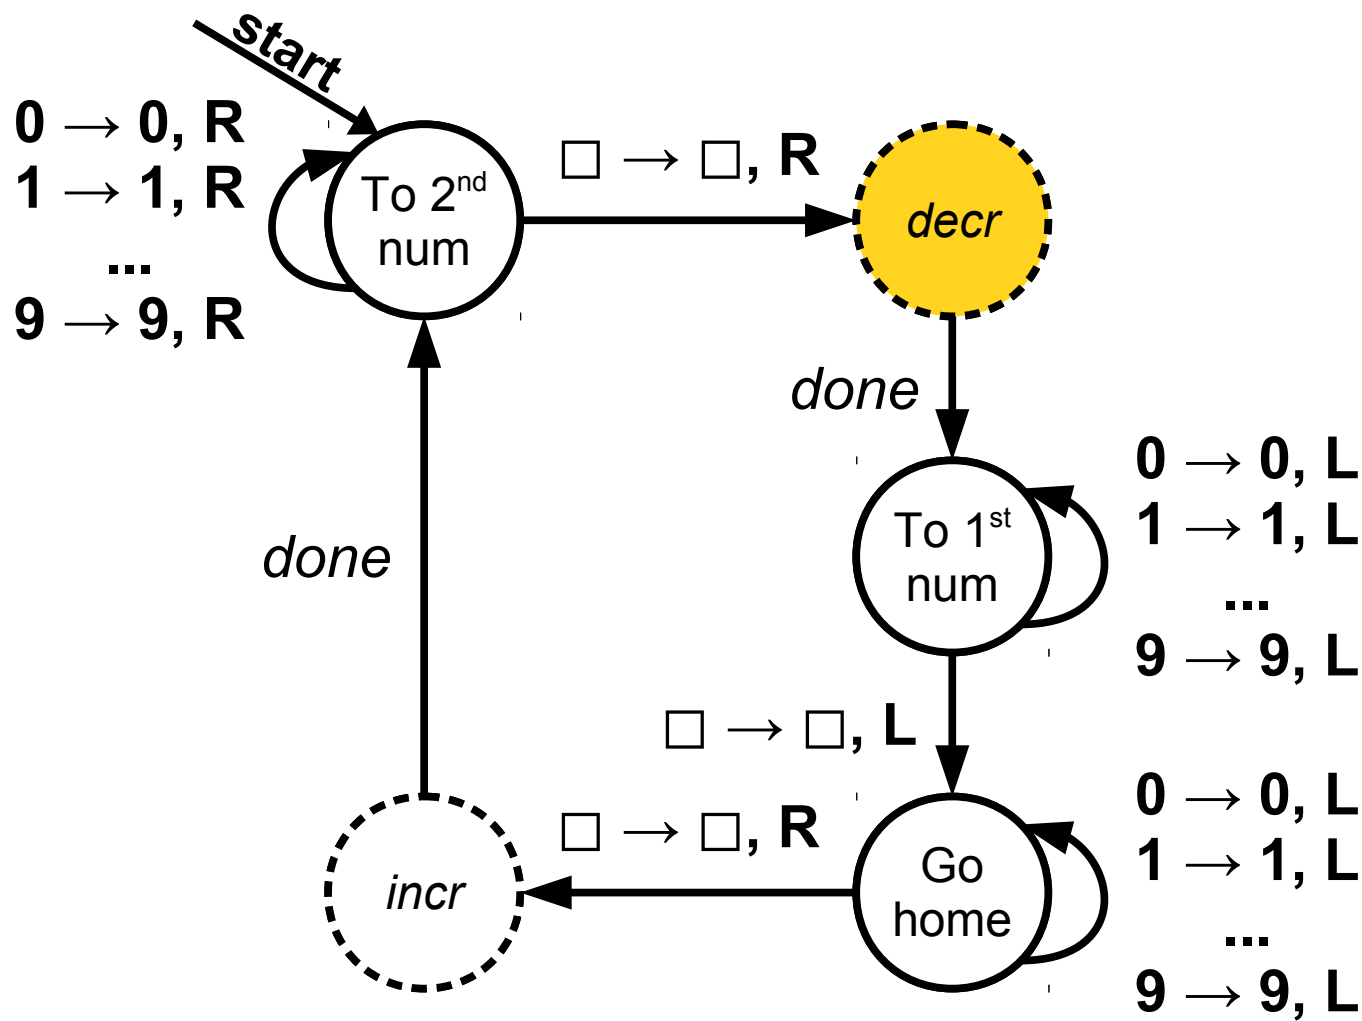 start
0 → 0, R
1 → 1, R
...
9 → 9, R
To 2nd
num
□ → □, R
decr
done
0 → 0, L
1 → 1, L
...
9 → 9, L
To 1st
num
□ → □, L
0 → 0, L
1 → 1, L
...
9 → 9, L
Go
home
□ → □, R
incr
done